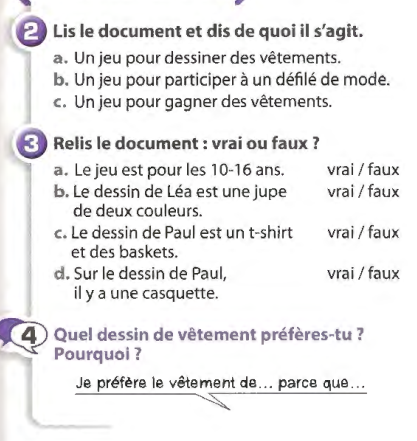 2 Lis le document et dis de quoi il s'agit.
a. Un jeu pour dessiner des vêtements.
b. Un jeu pour participer à un défilé de mode.
c. Un jeu pour gagner des vêtements.
3 Relis le document : vrai ou faux ?
a. Le jeu est pour les 10-16 ans. vrai / faux
b. Le dessin de Léa est une jupe vrai / faux
de deux couleurs.
c. Le dessin de Paul est un t-shirt vrai / faux
et des baskets.
d. Sur le dessin de Paul, vrai / faux
il y a une casquette.
4 Quel dessin de vêtement préfères-tu ?
Pourquoi ?
Je préfère le vêtement de... parce que...